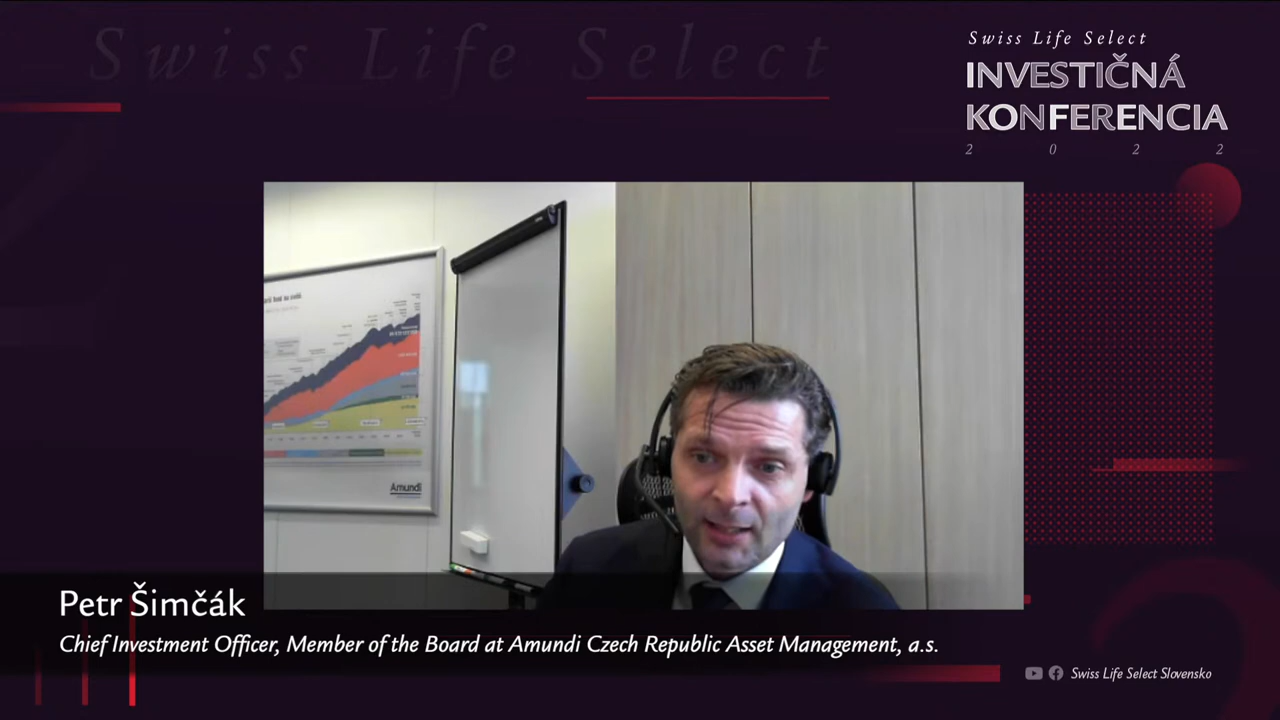 Swiss Life Select
Swiss Life Select
INVESTIČNÁ
KONFERENCIA
2 0 2 2
Amundi
Petr Šimčák
Chief Investment Officer, Member of the Board at Amundi Czech Republic Asset Management, a.s.
Swiss Life Select Slovensko